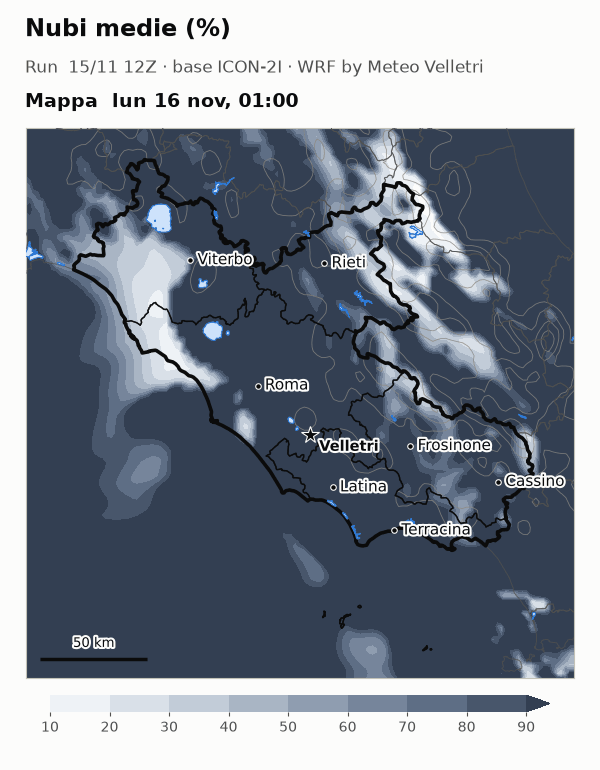 Nubi medie (%)
Run  15/11 12Z · base ICON-2I · WRF by Meteo Velletri
Mappa  lun 16 nov, 01:00
Viterbo
Rieti
Roma
Velletri
Frosinone
Cassino
Latina
Terracina
50 km
10 20 30 40 50 60 70 80 90